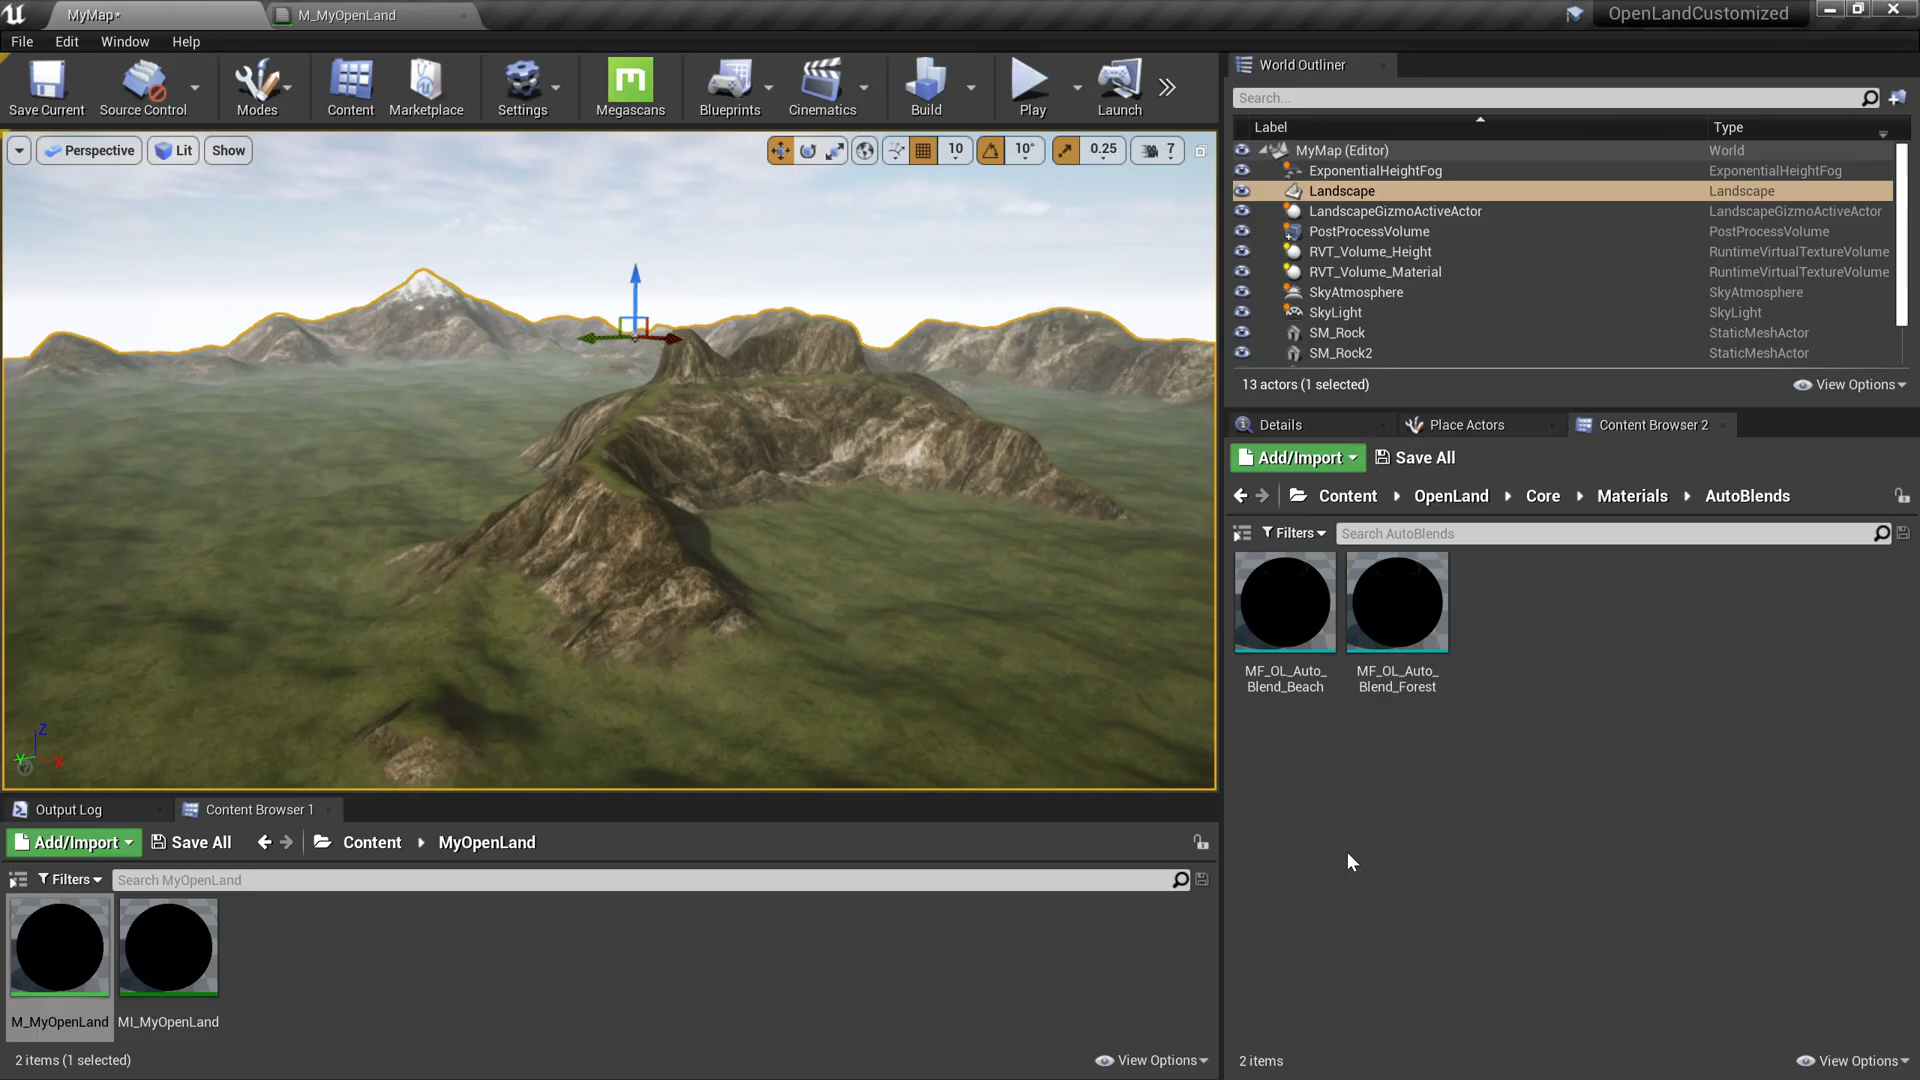 MyMap*
M_MyOpenLand
OpenLandCustomized
File
Edit
Window
Help
Save Current
Source Control
Modes
Content
Marketplace
Settings
Megascans
Blueprints
Cinematics
Build
Play
Launch
Perspective
Lit
Show
10
10°
0.25
7
Z
Y
X
World Outliner
Search...
Label
Type
MyMap (Editor)
World
ExponentialHeightFog
ExponentialHeightFog
Landscape
Landscape
LandscapeGizmoActiveActor
LandscapeGizmoActiveActor
PostProcessVolume
PostProcessVolume
RVT_Volume_Height
RuntimeVirtualTextureVolume
RVT_Volume_Material
RuntimeVirtualTextureVolume
SkyAtmosphere
SkyAtmosphere
SkyLight
SkyLight
SM_Rock
StaticMeshActor
SM_Rock2
StaticMeshActor
13 actors (1 selected)
View Options
Details
Place Actors
Content Browser 2
Add/Import
Save All
Content
OpenLand
Core
Materials
AutoBlends
Filters
Search AutoBlends
MF_OL_Auto_
Blend_Beach
MF_OL_Auto_
Blend_Forest
2 items
View Options
Output Log
Content Browser 1
Add/Import
Save All
Content
MyOpenLand
Filters
Search MyOpenLand
M_MyOpenLand
MI_MyOpenLand
2 items (1 selected)
View Options